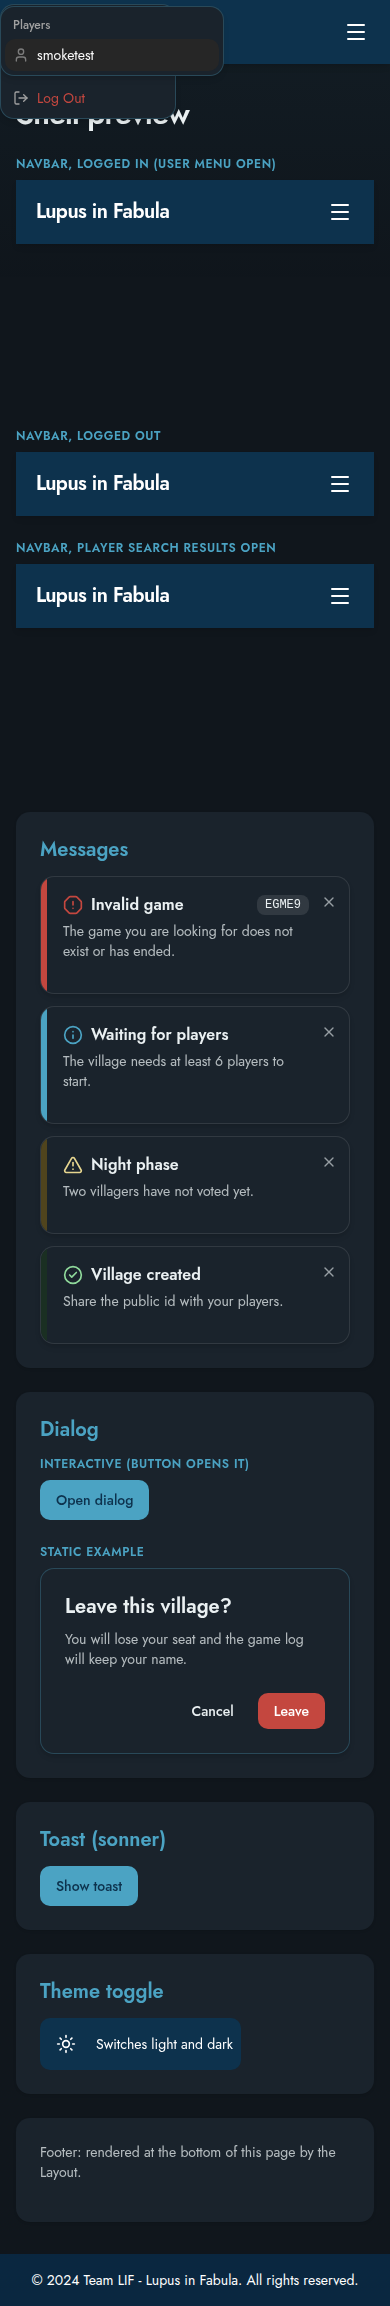 Players
smoketest
Log Out
Shell preview
NAVBAR, LOGGED IN (USER MENU OPEN)
Lupus in Fabula
NAVBAR, LOGGED OUT
Lupus in Fabula
NAVBAR, PLAYER SEARCH RESULTS OPEN
Lupus in Fabula
Messages
Invalid game EGME9
The game you are looking for does not
exist or has ended.
Waiting for players
The village needs at least 6 players to
start.
Night phase
Two villagers have not voted yet.
Village created
Share the public id with your players.
Dialog
INTERACTIVE (BUTTON OPENS IT)
Open dialog
STATIC EXAMPLE
Leave this village?
You will lose your seat and the game log
will keep your name.
Cancel Leave
Toast (sonner)
Show toast
Theme toggle
Switches light and dark
Footer: rendered at the bottom of this page by the
Layout.
© 2024 Team LIF - Lupus in Fabula. All rights reserved.